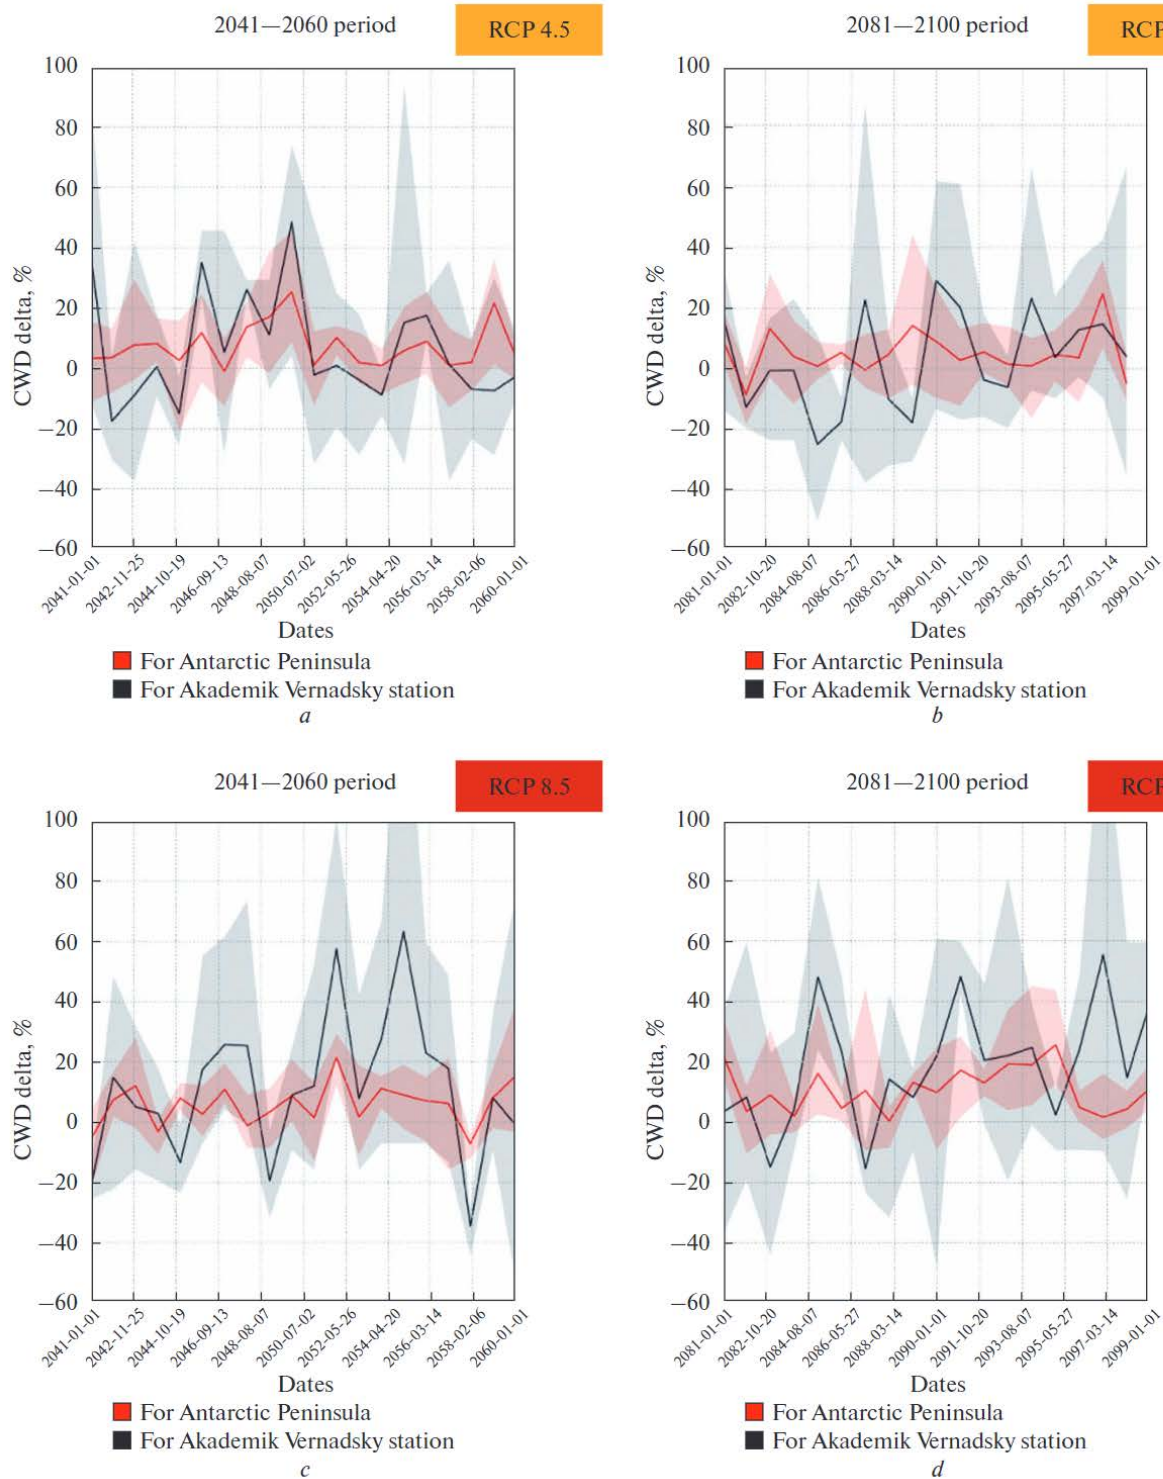 2041—2060 period
RCP 4.5
2081—2100 period
RCP
100
80
60
40
20
0
—20
—40
—60
CWD delta, %
2041-01-01
2042-11-25
2044-10-19
2046-09-13
2048-08-07
2050-07-02
2052-05-26
2054-04-20
2056-03-14
2058-02-06
2060-01-01
Dates
For Antarctic Peninsula
For Akademik Vernadsky station
a
100
80
60
40
20
0
—20
—40
—60
CWD delta, %
2081-01-01
2082-10-20
2084-08-07
2086-05-27
2088-03-14
2090-01-01
2091-10-20
2093-08-07
2095-05-27
2097-03-14
2099-01-01
Dates
For Antarctic Peninsula
For Akademik Vernadsky station
b
2041—2060 period
RCP 8.5
2081—2100 period
RCP
100
80
60
40
20
0
—20
—40
—60
CWD delta, %
2041-01-01
2042-11-25
2044-10-19
2046-09-13
2048-08-07
2050-07-02
2052-05-26
2054-04-20
2056-03-14
2058-02-06
2060-01-01
Dates
For Antarctic Peninsula
For Akademik Vernadsky station
c
100
80
60
40
20
0
—20
—40
—60
CWD delta, %
2081-01-01
2082-10-20
2084-08-07
2086-05-27
2088-03-14
2090-01-01
2091-10-20
2093-08-07
2095-05-27
2097-03-14
2099-01-01
Dates
For Antarctic Peninsula
For Akademik Vernadsky station
d